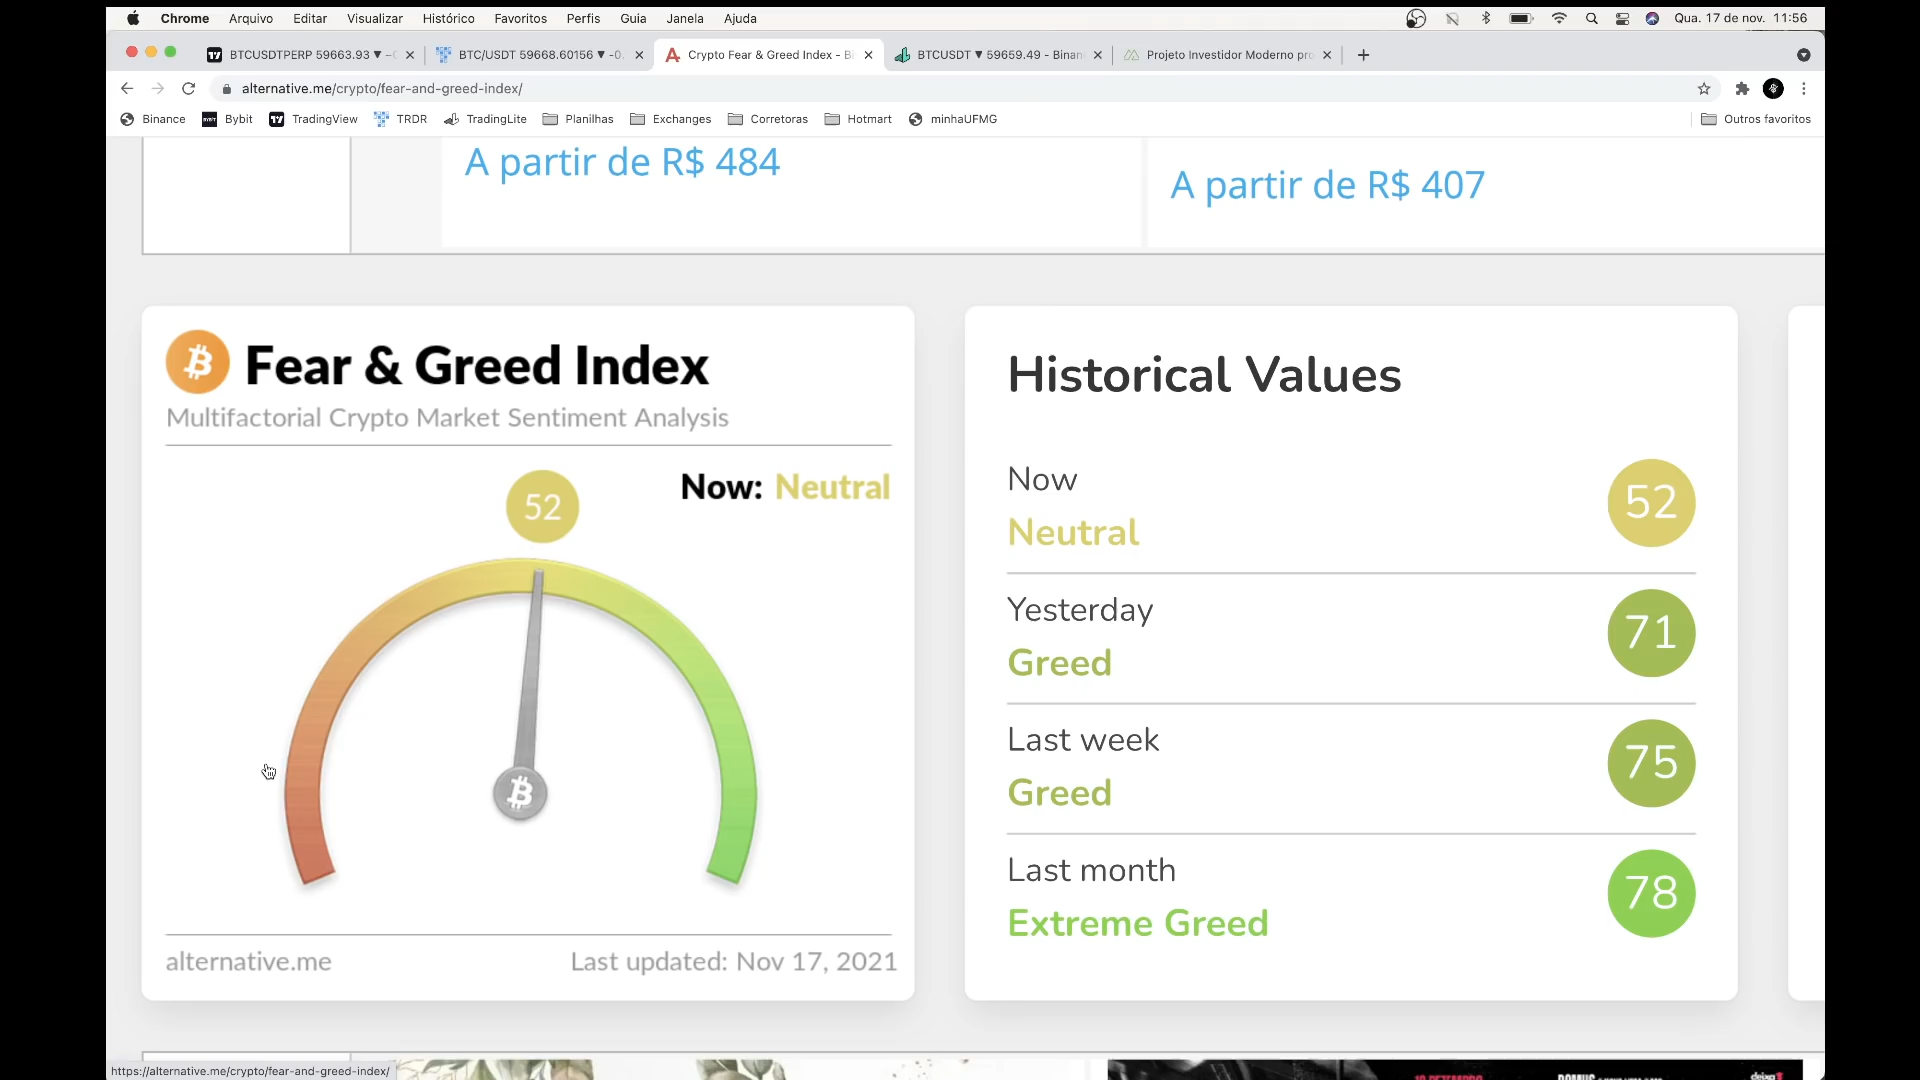 Chrome Arquivo Editar Visualizar Histórico Favoritos Perfis Guia Janela Ajuda Qua. 17 de nov. 11:56
BTCUSDTPERP 59663.93 ▼ BTC/USDT 59668.60156 ▼ -0. Crypto Fear & Greed Index - Bi BTCUSDT ▼ 59659.49 - Binan Projeto Investidor Moderno pro
alternative.me/crypto/fear-and-greed-index/
Binance Bybit TradingView TRDR TradingLite Planilhas Exchanges Corretoras Hotmart minhaUFMG Outros favoritos
A partir de R$ 484
A partir de R$ 407
Fear & Greed Index
Multifactorial Crypto Market Sentiment Analysis
Now: Neutral
52
alternative.me Last updated: Nov 17, 2021
Historical Values
Now
Neutral
52
Yesterday
Greed
71
Last week
Greed
75
Last month
Extreme Greed
78
https://alternative.me/crypto/fear-and-greed-index/